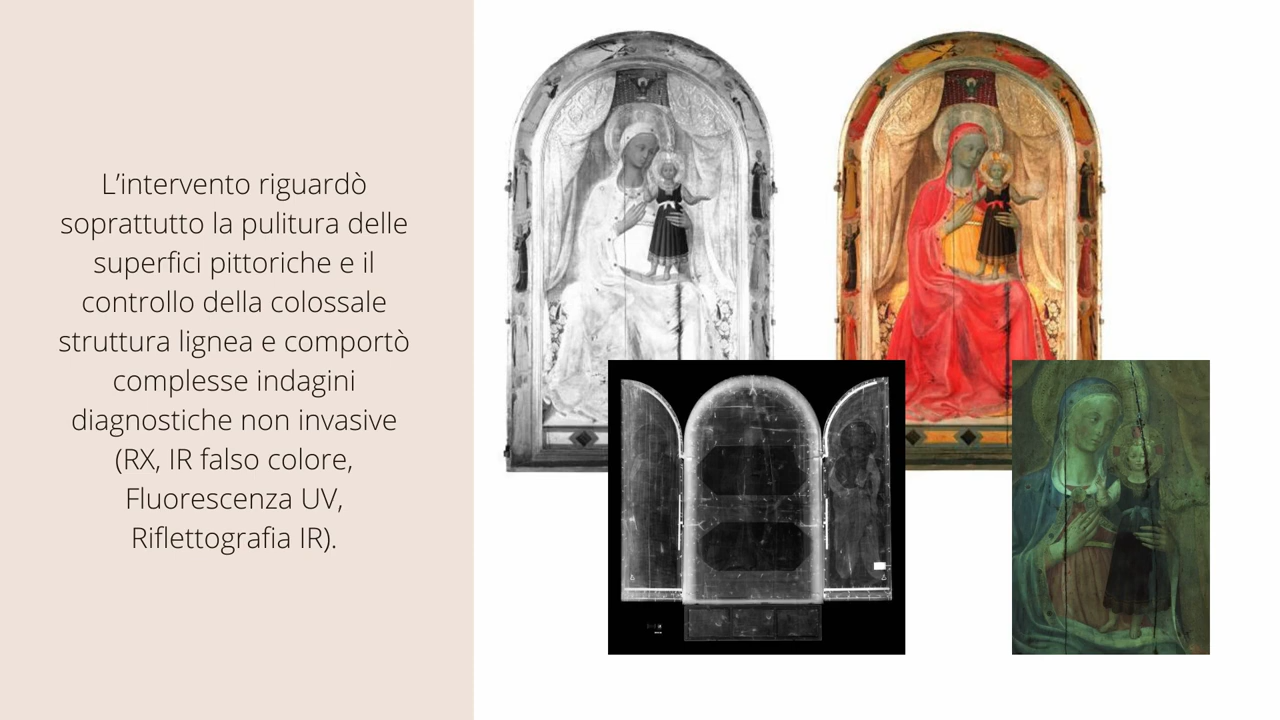 L’intervento riguardò
soprattutto la pulitura delle
superfici pittoriche e il
controllo della colossale
struttura lignea e comportò
complesse indagini
diagnostiche non invasive
(RX, IR falso colore,
Fluorescenza UV,
Riflettografia IR).